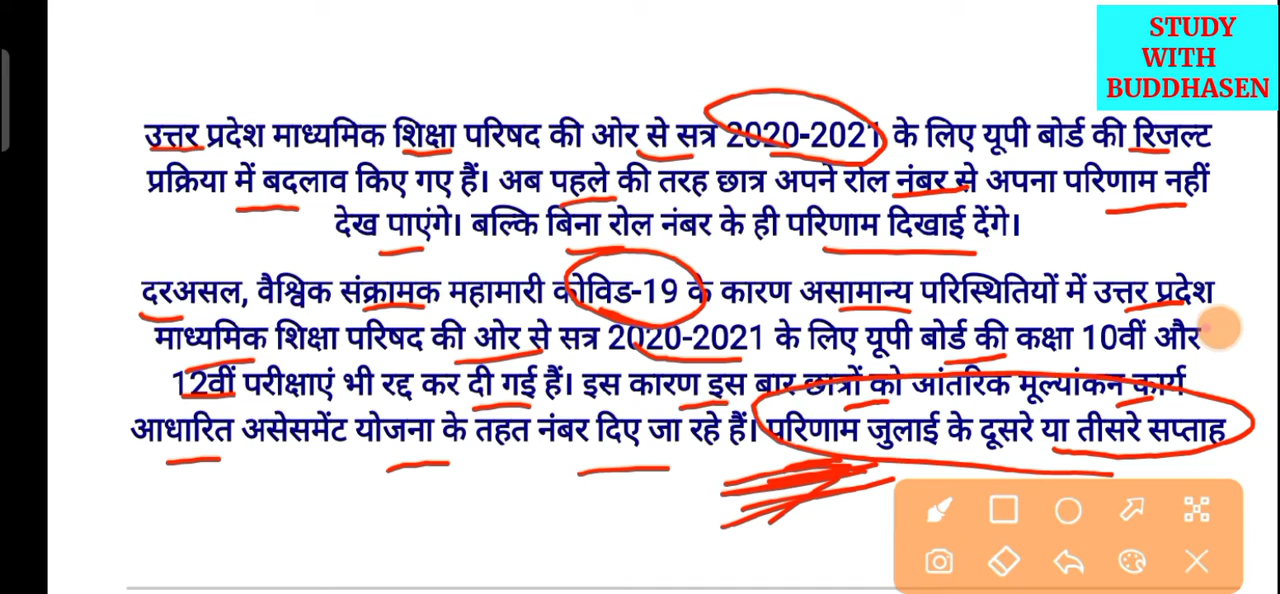 STUDY
WITH
BUDDHASEN
उत्तर प्रदेश माध्यमिक शिक्षा परिषद की ओर से सत्र 2020-2021 के लिए यूपी बोर्ड की रिजल्ट
प्रक्रिया में बदलाव किए गए हैं। अब पहले की तरह छात्र अपने रोल नंबर से अपना परिणाम नहीं
देख पाएंगे। बल्कि बिना रोल नंबर के ही परिणाम दिखाई देंगे।
दरअसल, वैश्विक संक्रामक महामारी कोविड-19 के कारण असामान्य परिस्थितियों में उत्तर प्रदेश
माध्यमिक शिक्षा परिषद की ओर से सत्र 2020-2021 के लिए यूपी बोर्ड की कक्षा 10वीं और
12वीं परीक्षाएं भी रद्द कर दी गई हैं। इस कारण इस बार छात्रों को आंतरिक मूल्यांकन कार्य
आधारित असेसमेंट योजना के तहत नंबर दिए जा रहे हैं। परिणाम जुलाई के दूसरे या तीसरे सप्ताह